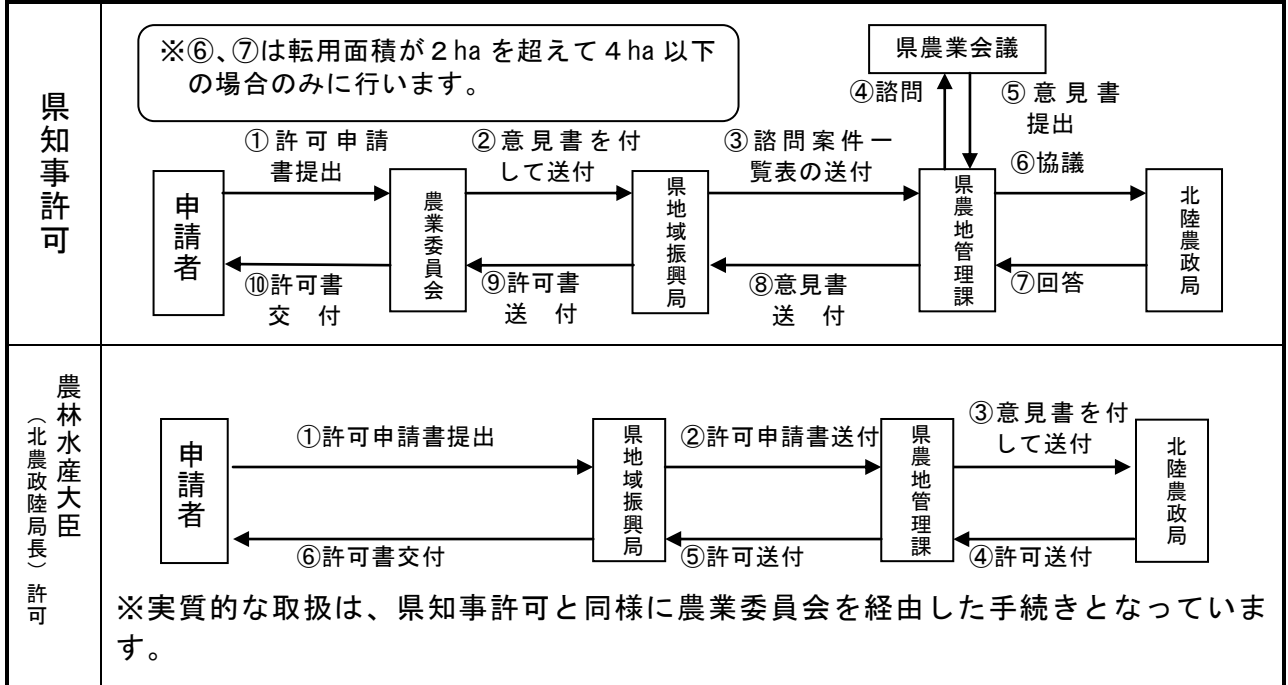 県知事許可
※⑥、⑦は転用面積が２ha を超えて４ha 以下
の場合のみに行います。
県農業会議
④諮問
⑤意見書
提出
①許可申請
書提出
②意見書を付
して送付
③諮問案件一
覧表の送付
⑥協議
申請者
農業委員会
県地域振興局
県農地管理課
北陸農政局
⑩許可書
交　付
⑨許可書
送　付
⑧意見書
送　付
⑦回答
農林水産大臣
（北農政陸局長）許可
①許可申請書提出
②許可申請書送付
③意見書を付
して送付
申請者
県地域振興局
県農地管理課
北陸農政局
⑥許可書交付
⑤許可送付
④許可送付
※実質的な取扱は、県知事許可と同様に農業委員会を経由した手続きとなっていま
す。